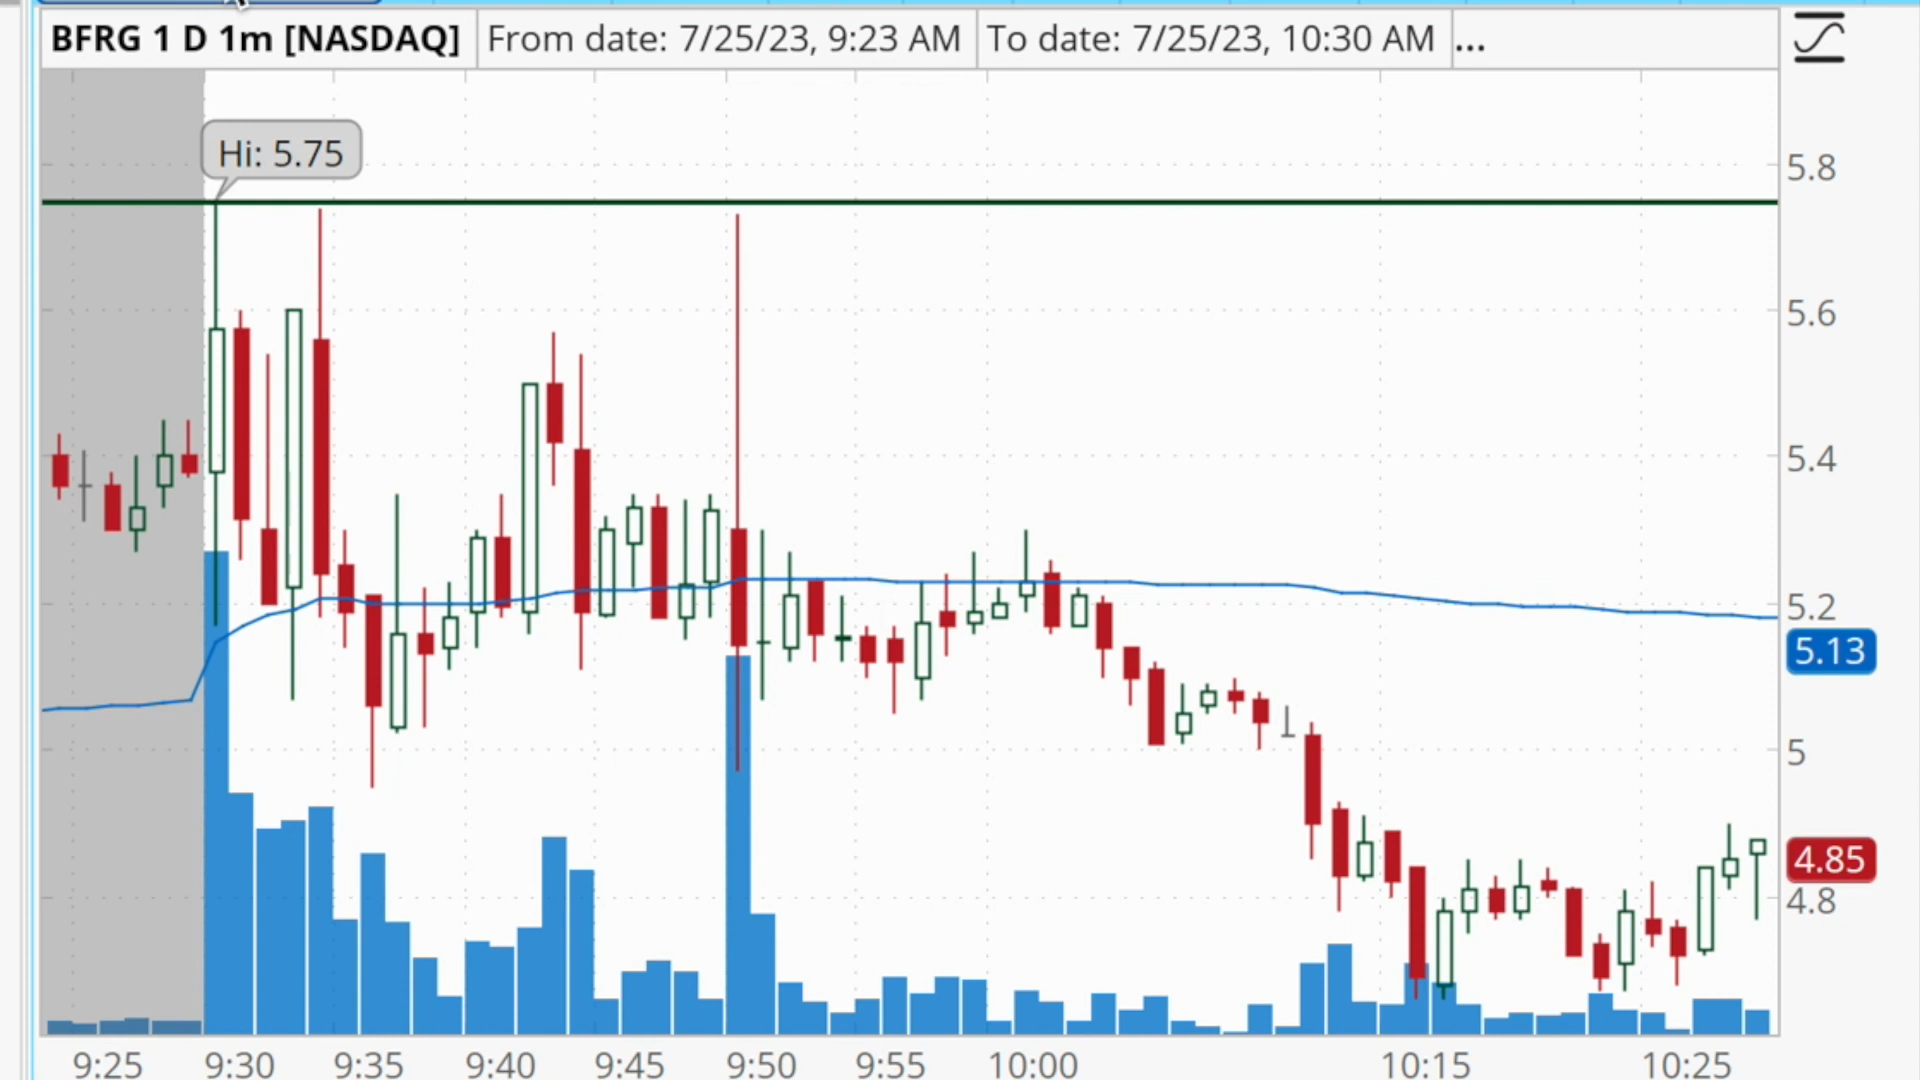 BFRG 1 D 1m [NASDAQ] From date: 7/25/23, 9:23 AM To date: 7/25/23, 10:30 AM ...
Hi: 5.75
5.8
5.6
5.4
5.2
5.13
5
4.85
4.8
9:25 9:30 9:35 9:40 9:45 9:50 9:55 10:00 10:15 10:25